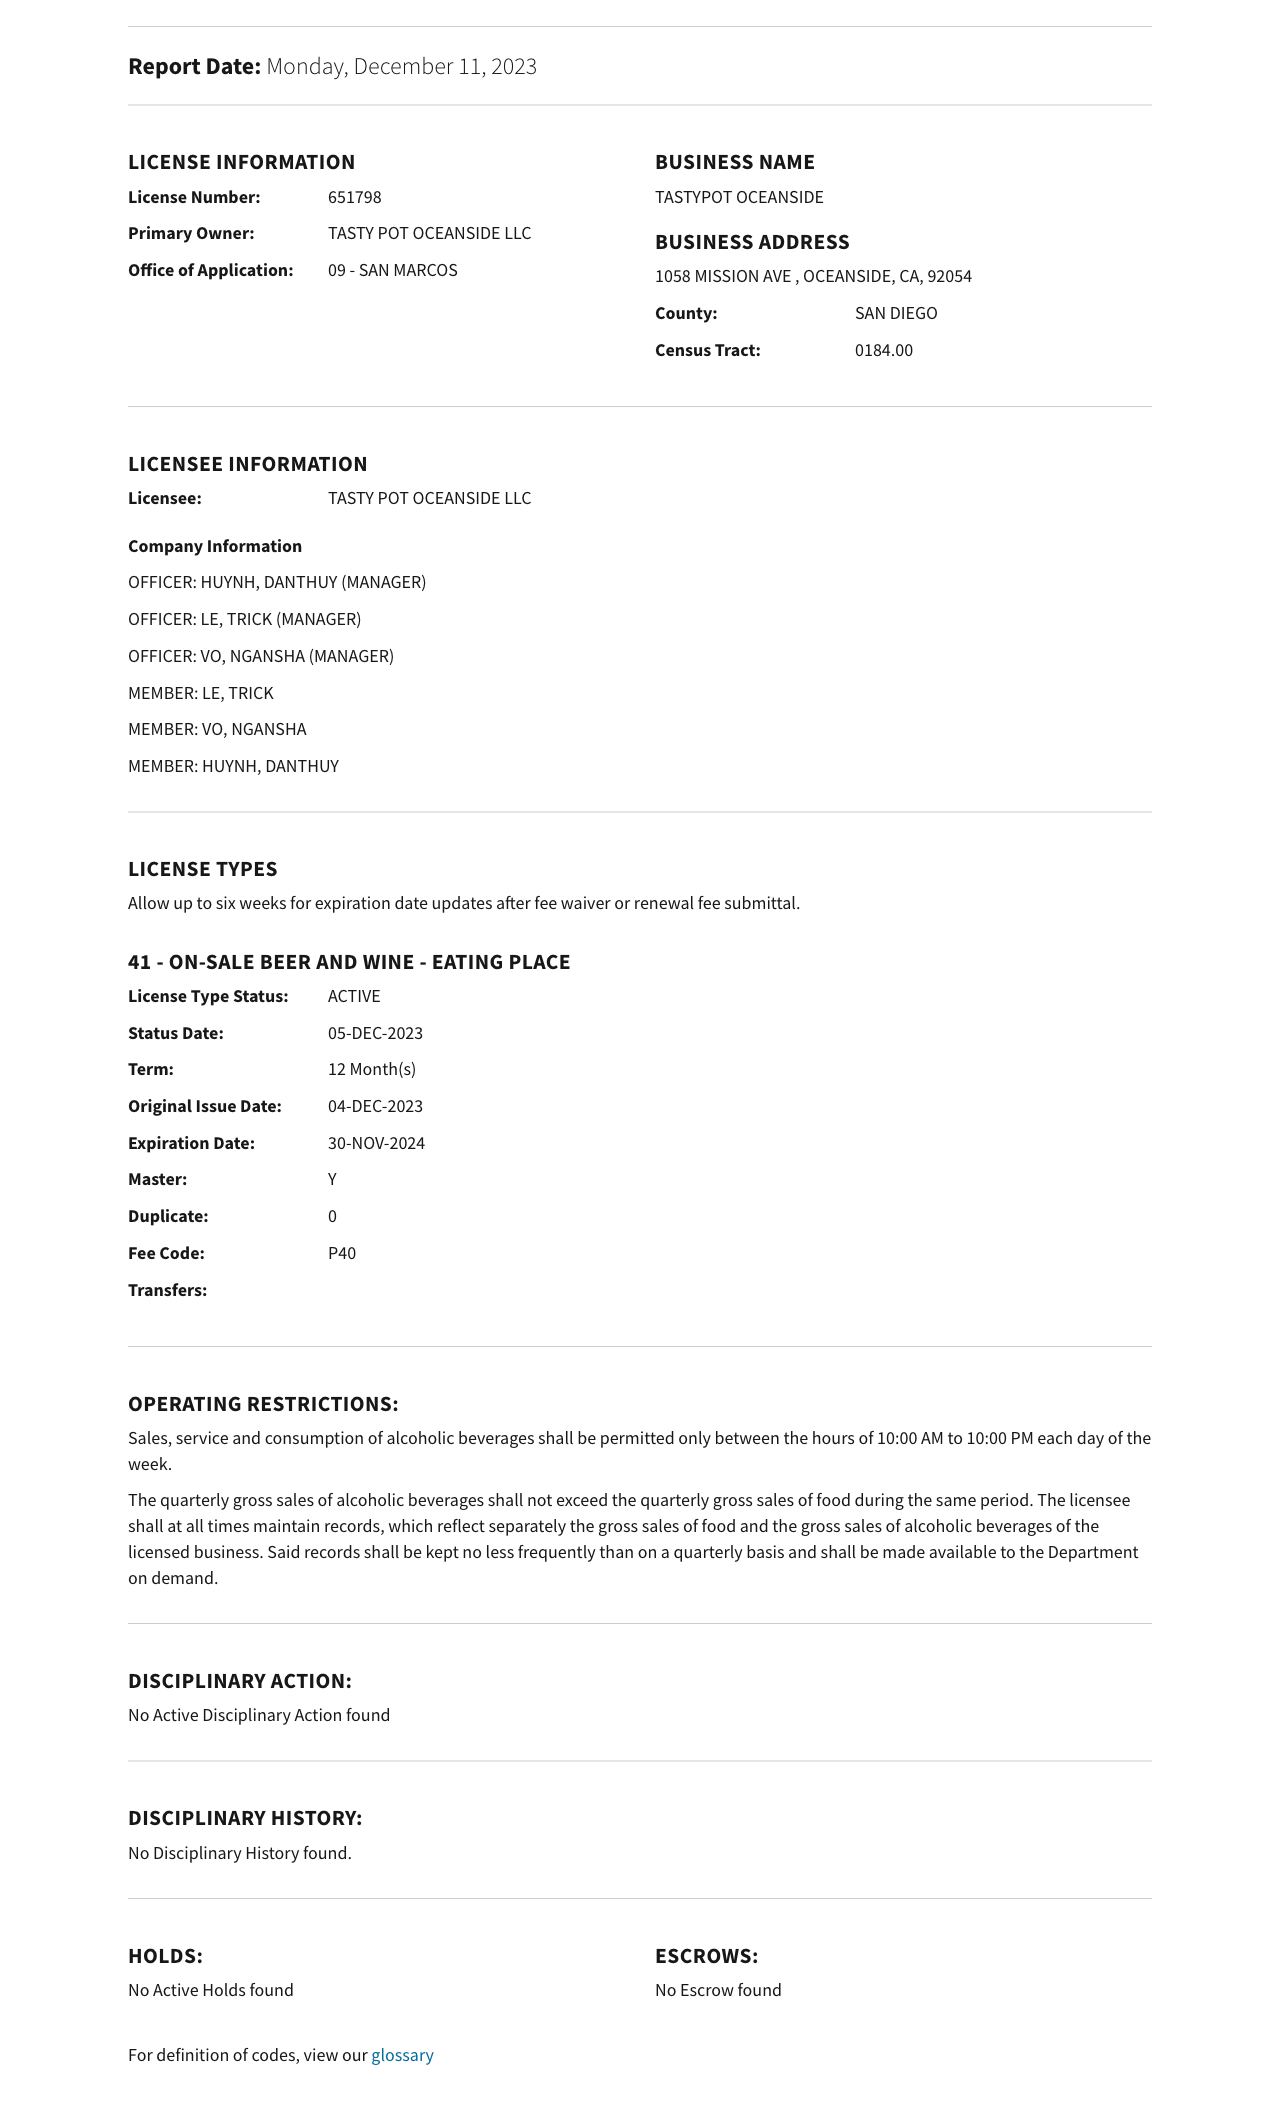 Report Date: Monday, December 11, 2023
LICENSE INFORMATION
License Number: 651798
Primary Owner: TASTY POT OCEANSIDE LLC
Office of Application: 09 - SAN MARCOS
BUSINESS NAME
TASTYPOT OCEANSIDE
BUSINESS ADDRESS
1058 MISSION AVE , OCEANSIDE, CA, 92054
County: SAN DIEGO
Census Tract: 0184.00
LICENSEE INFORMATION
Licensee: TASTY POT OCEANSIDE LLC
Company Information
OFFICER: HUYNH, DANTHUY (MANAGER)
OFFICER: LE, TRICK (MANAGER)
OFFICER: VO, NGANSHA (MANAGER)
MEMBER: LE, TRICK
MEMBER: VO, NGANSHA
MEMBER: HUYNH, DANTHUY
LICENSE TYPES
Allow up to six weeks for expiration date updates after fee waiver or renewal fee submittal.
41 - ON-SALE BEER AND WINE - EATING PLACE
License Type Status: ACTIVE
Status Date: 05-DEC-2023
Term: 12 Month(s)
Original Issue Date: 04-DEC-2023
Expiration Date: 30-NOV-2024
Master: Y
Duplicate: 0
Fee Code: P40
Transfers:
OPERATING RESTRICTIONS:
Sales, service and consumption of alcoholic beverages shall be permitted only between the hours of 10:00 AM to 10:00 PM each day of the
week.
The quarterly gross sales of alcoholic beverages shall not exceed the quarterly gross sales of food during the same period. The licensee
shall at all times maintain records, which reflect separately the gross sales of food and the gross sales of alcoholic beverages of the
licensed business. Said records shall be kept no less frequently than on a quarterly basis and shall be made available to the Department
on demand.
DISCIPLINARY ACTION:
No Active Disciplinary Action found
DISCIPLINARY HISTORY:
No Disciplinary History found.
HOLDS:
No Active Holds found
ESCROWS:
No Escrow found
For definition of codes, view our glossary